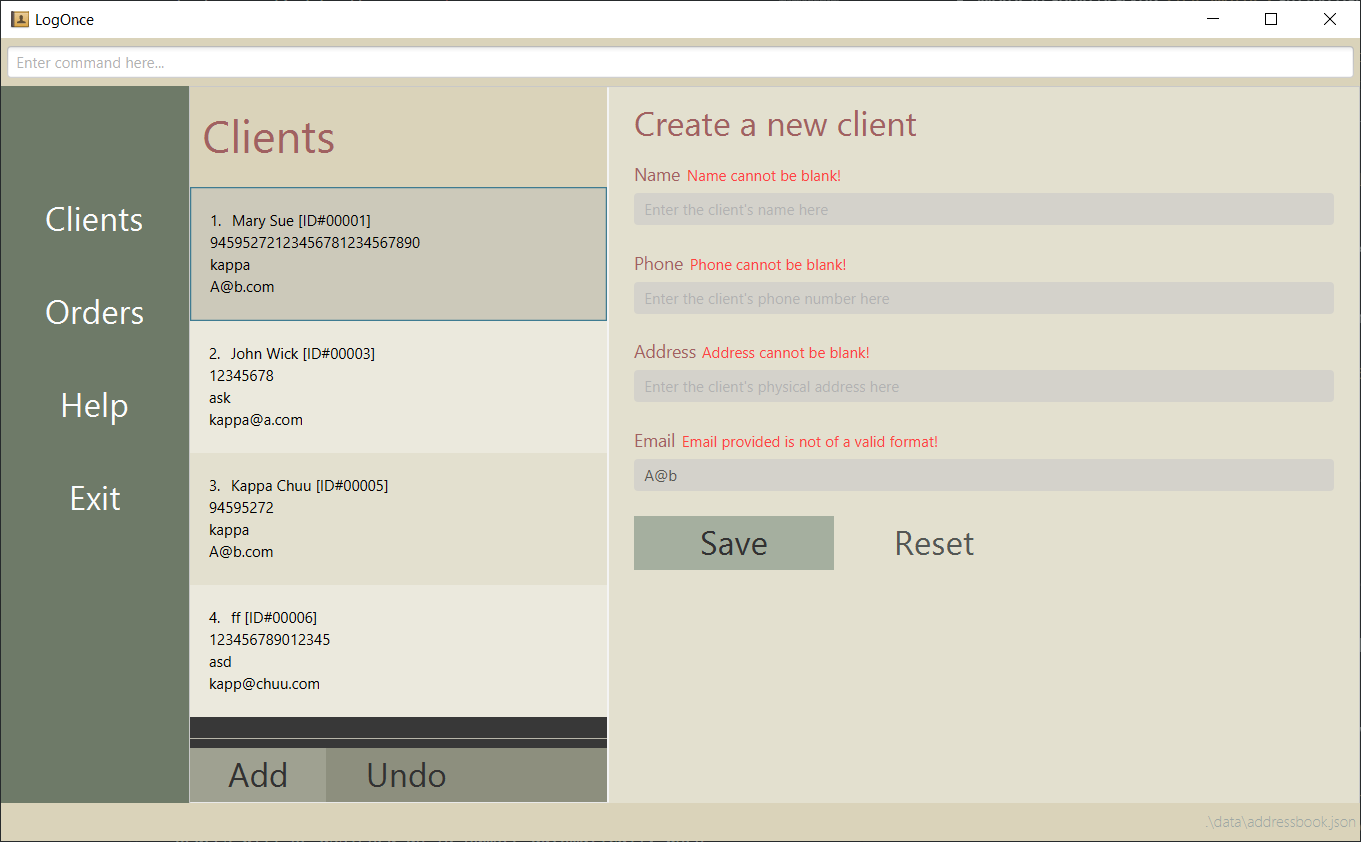 LogOnce
Enter command here...
Clients
Orders
Help
Exit
Clients
1. Mary Sue [ID#00001]
94595272123456781234567890
kappa
A@b.com
2. John Wick [ID#00003]
12345678
ask
kappa@a.com
3. Kappa Chuu [ID#00005]
94595272
kappa
A@b.com
4. ff [ID#00006]
123456789012345
asd
kapp@chuu.com
Add Undo
Create a new client
Name Name cannot be blank!
Enter the client's name here
Phone Phone cannot be blank!
Enter the client's phone number here
Address Address cannot be blank!
Enter the client's physical address here
Email Email provided is not of a valid format!
A@b
Save Reset
.\data\addressbook.json